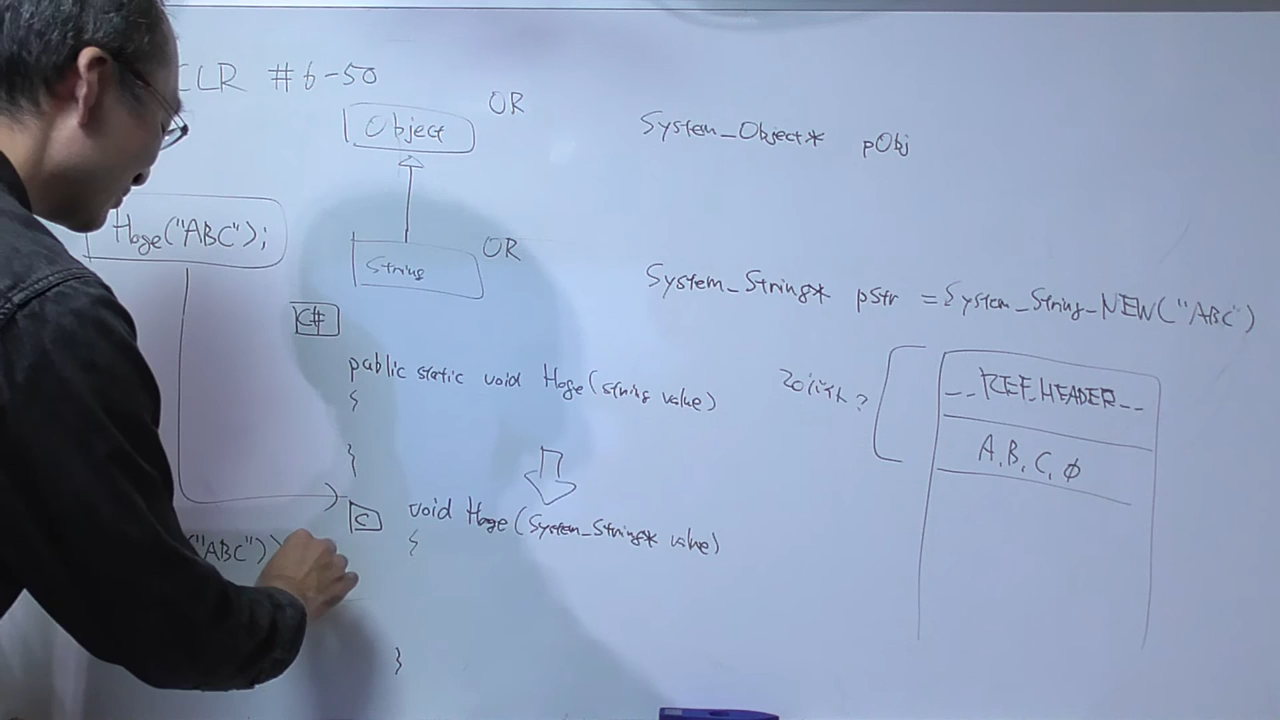 CLR #6-50
Object
OR
System_Object* pObj
Hoge("ABC");
String
OR
System_String* pStr = System_String_NEW("ABC")
C#
public static void Hoge(string value)
{
}
20バイト?
__REF_HEADER__
A, B, C, φ
C
void Hoge(System_String* value)
{
}
("ABC"))